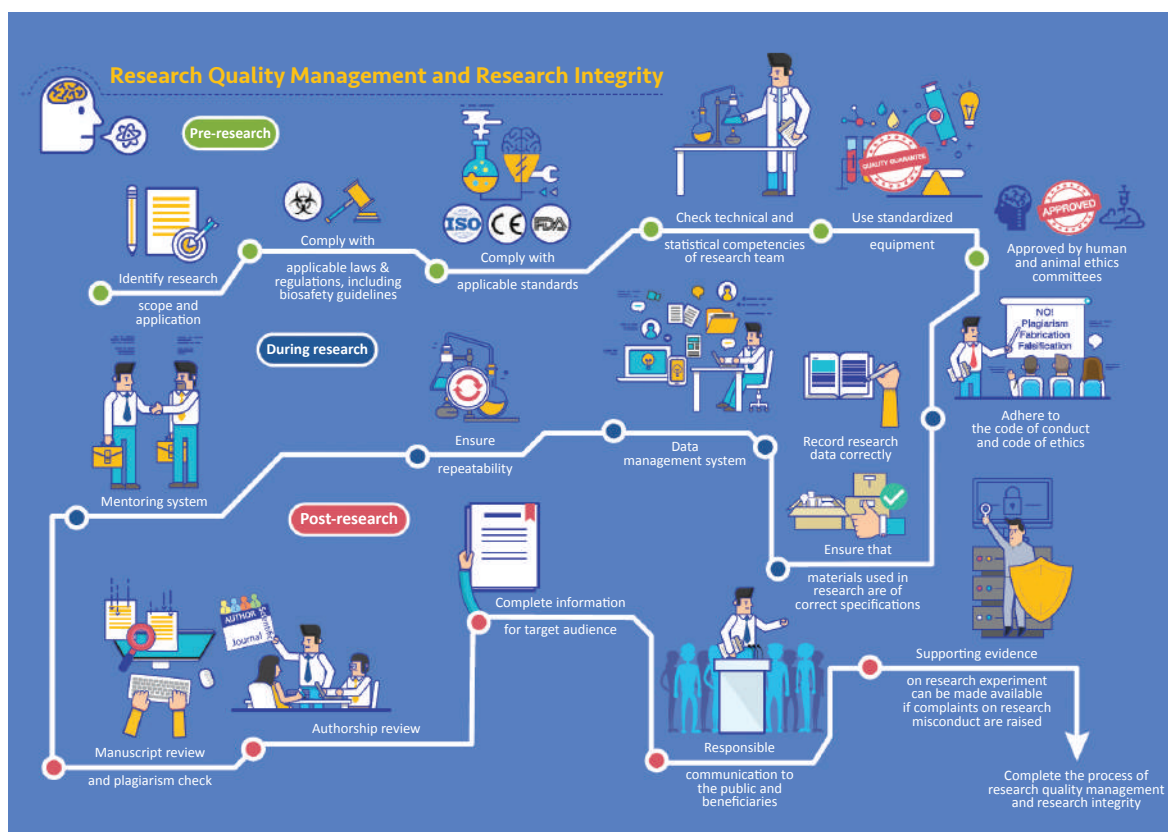 Research Quality Management and Research Integrity
Pre-research
Identify research
scope and
application
Comply with
applicable laws &
regulations, including
biosafety guidelines
ISO
CE
FDA
Comply with
applicable standards
Check technical and
statistical competencies
of research team
QUALITY GUARANTEE
Use standardized
equipment
APPROVED
Approved by human
and animal ethics
committees
During research
NO!
Plagiarism
Fabrication
Falsification
Adhere to
the code of conduct
and code of ethics
Ensure that
materials used in
research are of
correct specifications
Record research
data correctly
Data
management system
Ensure
repeatability
Mentoring system
Post-research
Manuscript review
and plagiarism check
AUTHOR
Scientific
Journal
Authorship review
Complete information
for target audience
Responsible
communication to
the public and
beneficiaries
Supporting evidence
on research experiment
can be made available
if complaints on research
misconduct are raised
Complete the process of
research quality management
and research integrity